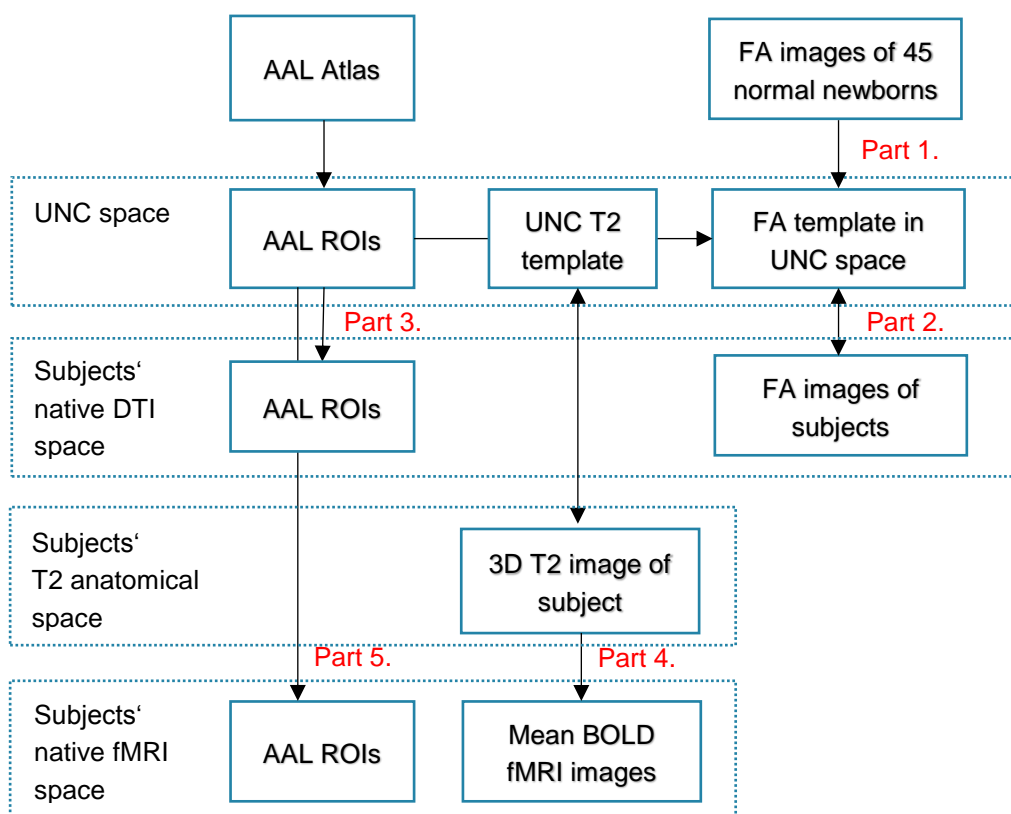 AAL Atlas
FA images of 45
normal newborns
Part 1.
UNC space
AAL ROIs
UNC T2
template
FA template in
UNC space
Part 3.
Part 2.
Subjects‘
native DTI
space
AAL ROIs
FA images of
subjects
Subjects‘
T2 anatomical
space
3D T2 image of
subject
Part 5.
Part 4.
Subjects‘
native fMRI
space
AAL ROIs
Mean BOLD
fMRI images